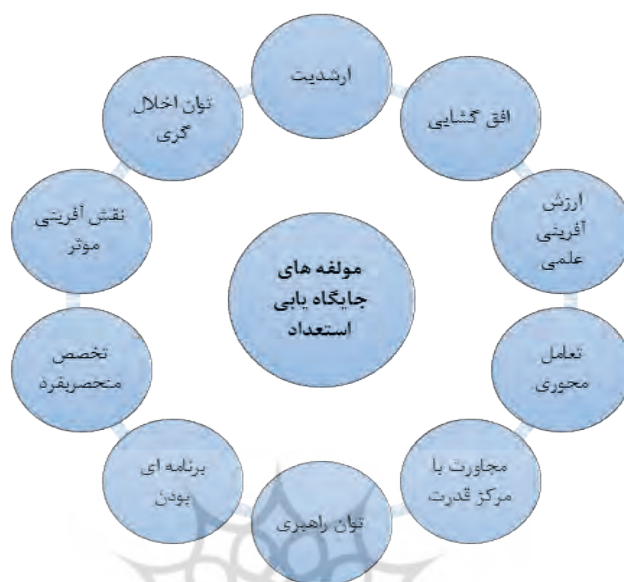 ارشدیت
افق گشایی
ارزش
آفرینی
علمی
تعامل
محوری
مجاورت با
مرکز قدرت
توان راهبری
برنامه ای
بودن
تخصص
منحصربفرد
نقش آفرینی
موثر
توان اخلال
گری
مولفه های
جایگاه یابی
استعداد